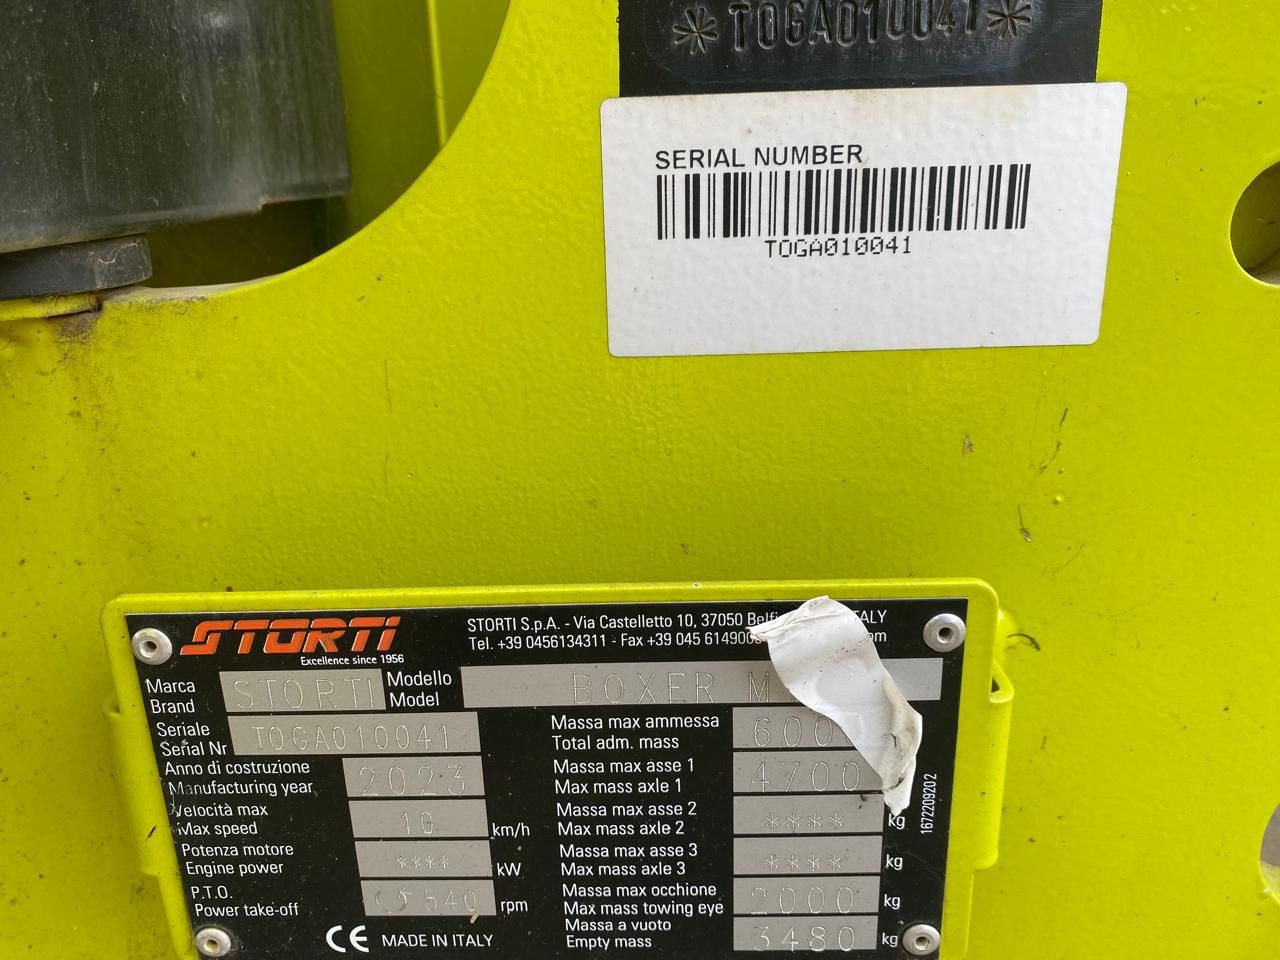 *TOGA010041*
SERIAL NUMBER
TOGA010041
STORTI
Excellence since 1956
STORTI S.p.A. - Via Castelletto 10, 37050 ITALY
Tel. +39 0456134311 - Fax +39 045
Marca
Brand
STORTI
Modello
Model
BOXER
Seriale
Serial Nr
TOGA010041
Anno di costruzione
Manufacturing year
2023
Velocità max
Max speed
10
km/h
Potenza motore
Engine power
****
kW
P.T.O.
Power take-off
540
rpm
CE MADE IN ITALY
Massa max ammessa
Total adm. mass
Massa max asse 1
Max mass axle 1
4700
Massa max asse 2
Max mass axle 2
****
kg
Massa max asse 3
Max mass axle 3
****
kg
Massa max occhione
Max mass towing eye
2000
kg
Massa a vuoto
Empty mass
3480
kg
1672209202